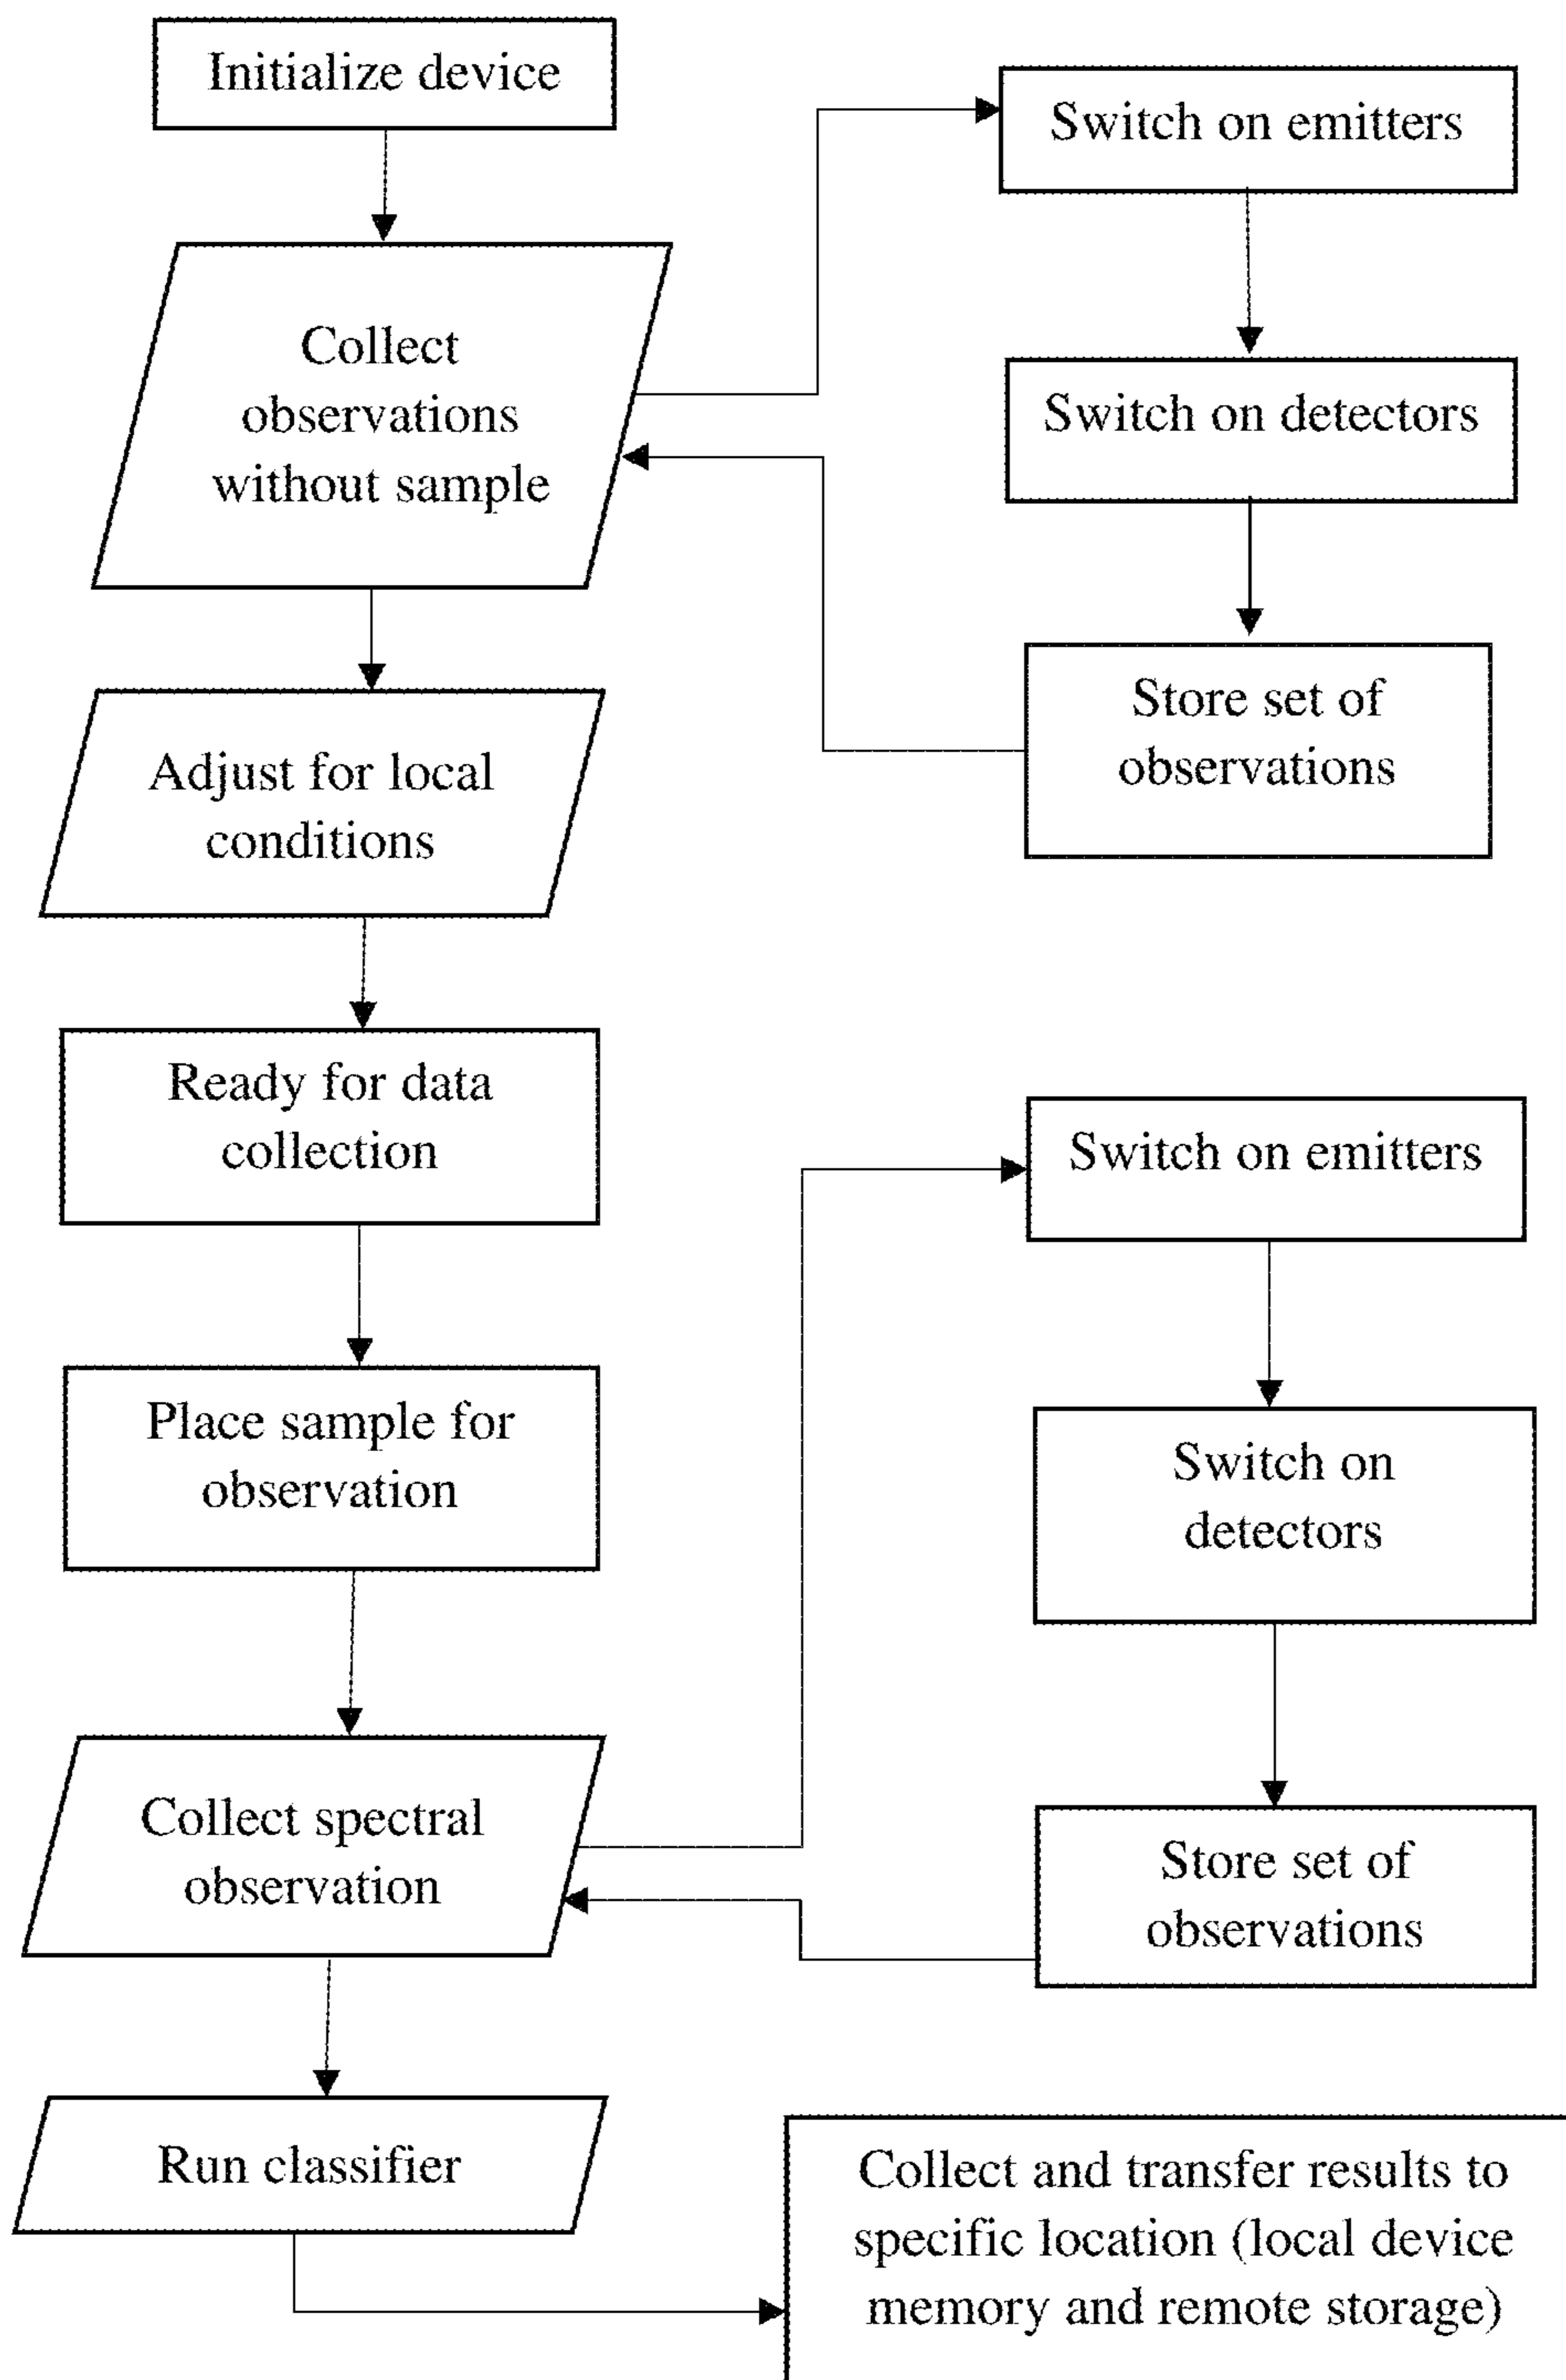 Initialize device
Collect
observations
without sample
Switch on emitters
Switch on detectors
Store set of
observations
Adjust for local
conditions
Ready for data
collection
Place sample for
observation
Collect spectral
observation
Switch on emitters
Switch on
detectors
Store set of
observations
Run classifier
Collect and transfer results to
specific location (local device
memory and remote storage)